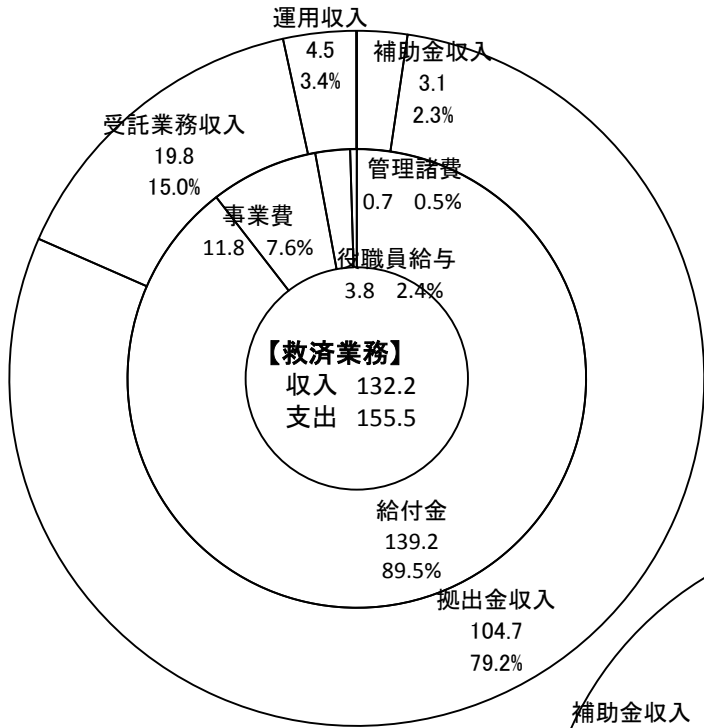 運用収入
4.5
3.4%
補助金収入
3.1
2.3%
受託業務収入
19.8
15.0%
管理諸費
0.7 0.5%
事業費
11.8 7.6%
役職員給与
3.8 2.4%
【救済業務】
収入 132.2
支出 155.5
給付金
139.2
89.5%
拠出金収入
104.7
79.2%
補助金収入